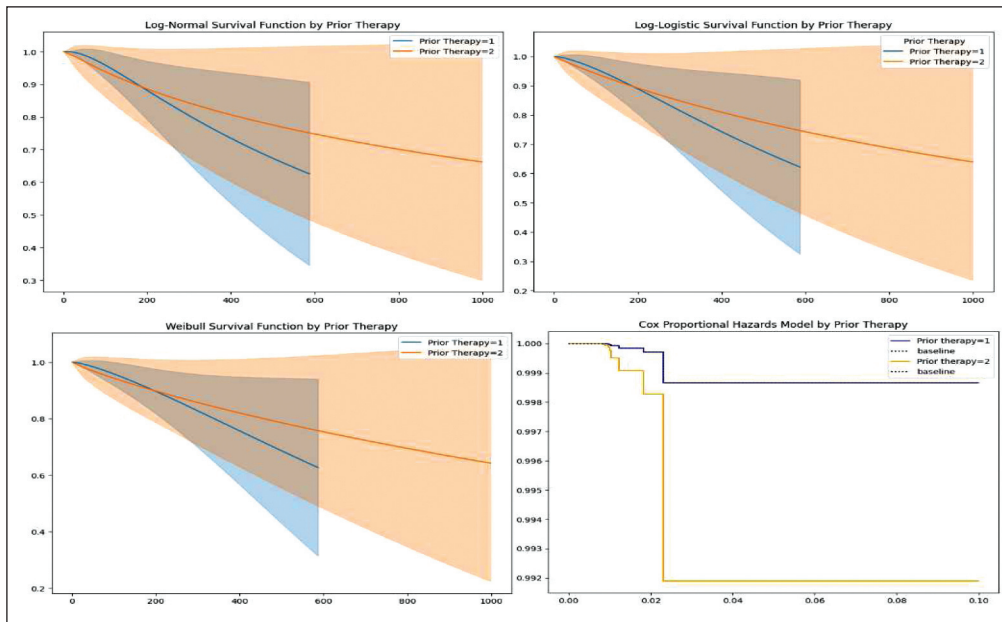 Log-Normal Survival Function by Prior Therapy
Prior Therapy=1
Prior Therapy=2
1.0
0.9
0.8
0.7
0.6
0.5
0.4
0.3
0 200 400 600 800 1000
Log-Logistic Survival Function by Prior Therapy
Prior Therapy
Prior Therapy=1
Prior Therapy=2
1.0
0.9
0.8
0.7
0.6
0.5
0.4
0.3
0.2
0 200 400 600 800 1000
Weibull Survival Function by Prior Therapy
Prior Therapy=1
Prior Therapy=2
1.0
0.8
0.6
0.4
0.2
0 200 400 600 800 1000
Cox Proportional Hazards Model by Prior Therapy
Prior therapy=1
baseline
Prior therapy=2
baseline
1.000
0.999
0.998
0.997
0.996
0.995
0.994
0.993
0.992
0.00 0.02 0.04 0.06 0.08 0.10